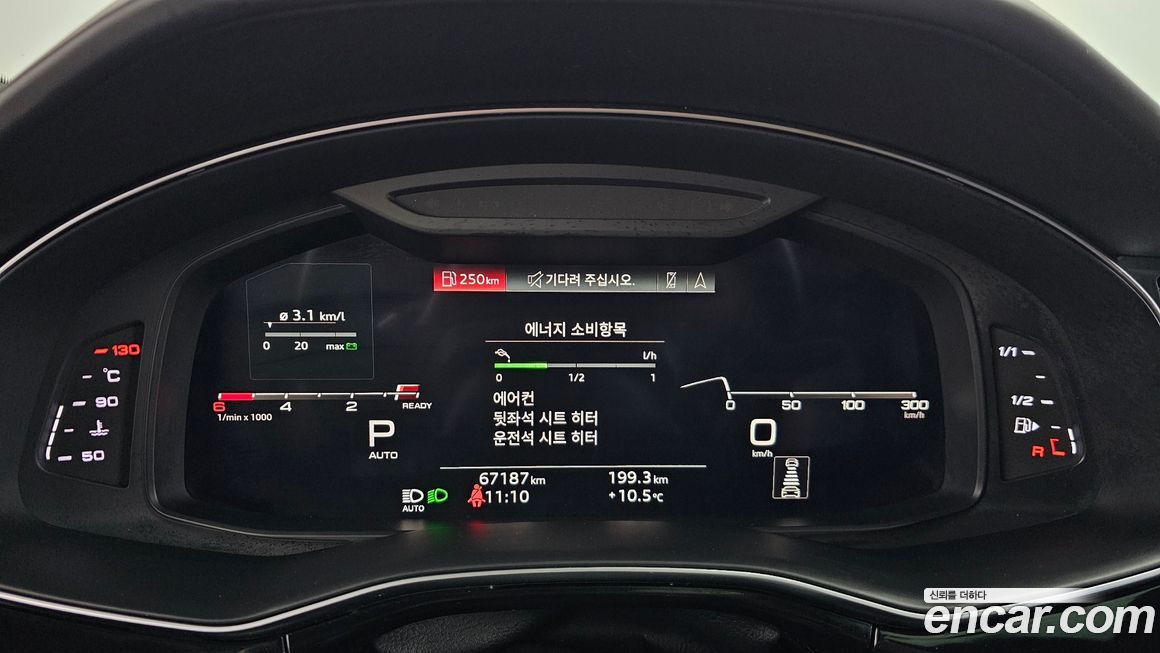 250km 기다려 주십시오.
ø 3.1 km/l
0 20 max
에너지 소비항목
l/h
0 1/2 1
에어컨
뒷좌석 시트 히터
운전석 시트 히터
130
°C
90
50
6 4 2 READY
1/min x 1000
P
AUTO
0 50 100 300
km/h
0
km/h
1/1
1/2
R
67187km 199.3km
11:10 +10.5°C
AUTO
신뢰를 더하다
encar.com